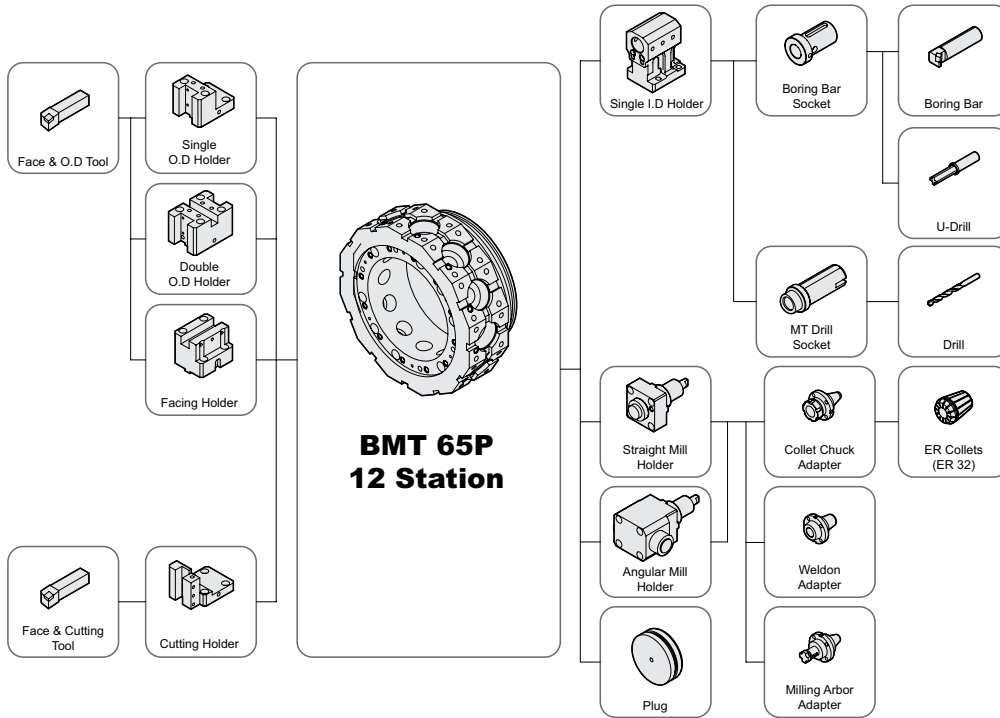 Face & O.D Tool
Single
O.D Holder
Double
O.D Holder
Facing Holder
Face & Cutting
Tool
Cutting Holder
BMT 65P
12 Station
Single I.D Holder
Boring Bar
Socket
Boring Bar
U-Drill
MT Drill
Socket
Drill
Straight Mill
Holder
Collet Chuck
Adapter
ER Collets
(ER 32)
Angular Mill
Holder
Weldon
Adapter
Plug
Milling Arbor
Adapter